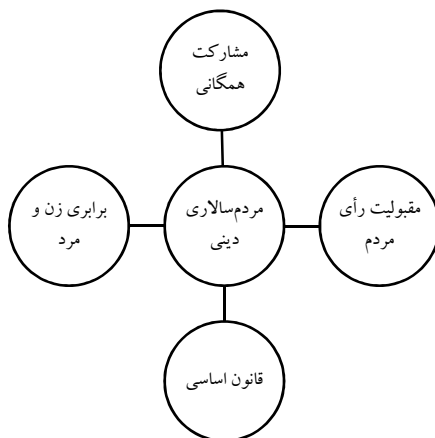 مشارکت
همگانی
مقبولیت رأی
مردم
مردم‌سالاری
دینی
برابری زن و
مرد
قانون اساسی